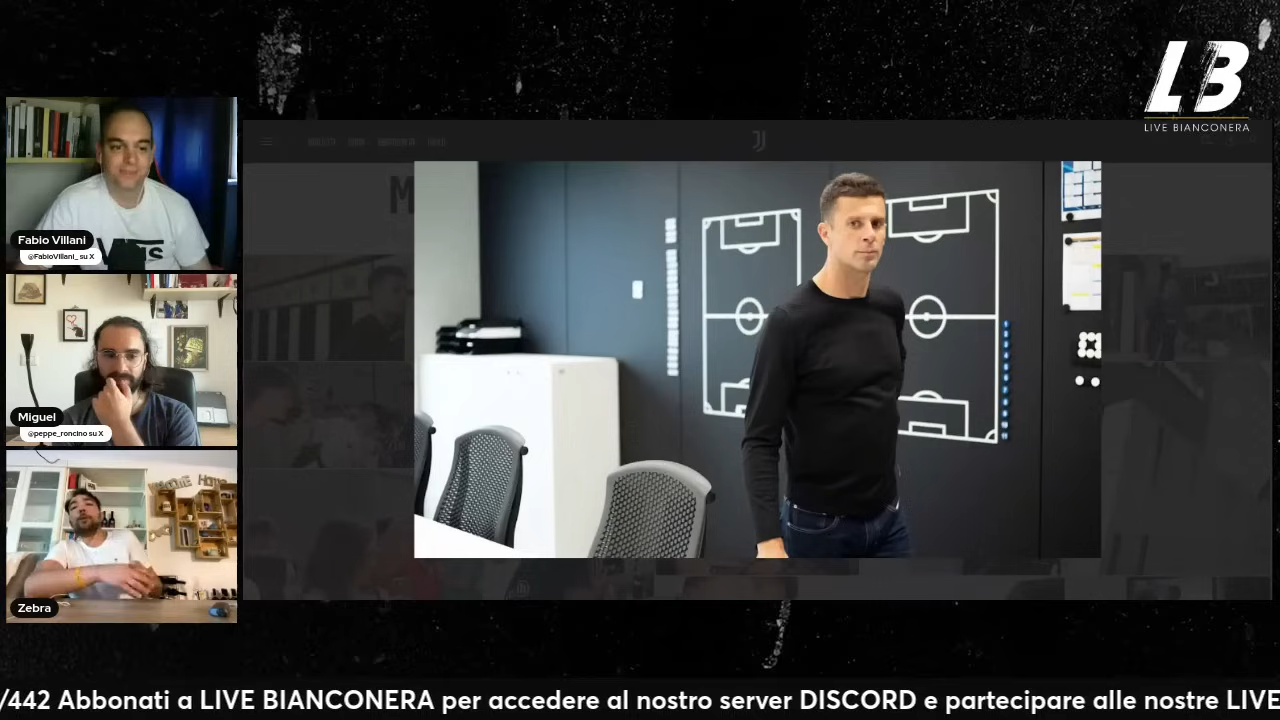 LB
LIVE BIANCONERA
Fabio Villani
@FabioVillani_ su X
Miguel
@peppe_roncino su X
Zebra
/442 Abbonati a LIVE BIANCONERA per accedere al nostro server DISCORD e partecipare alle nostre LIVE